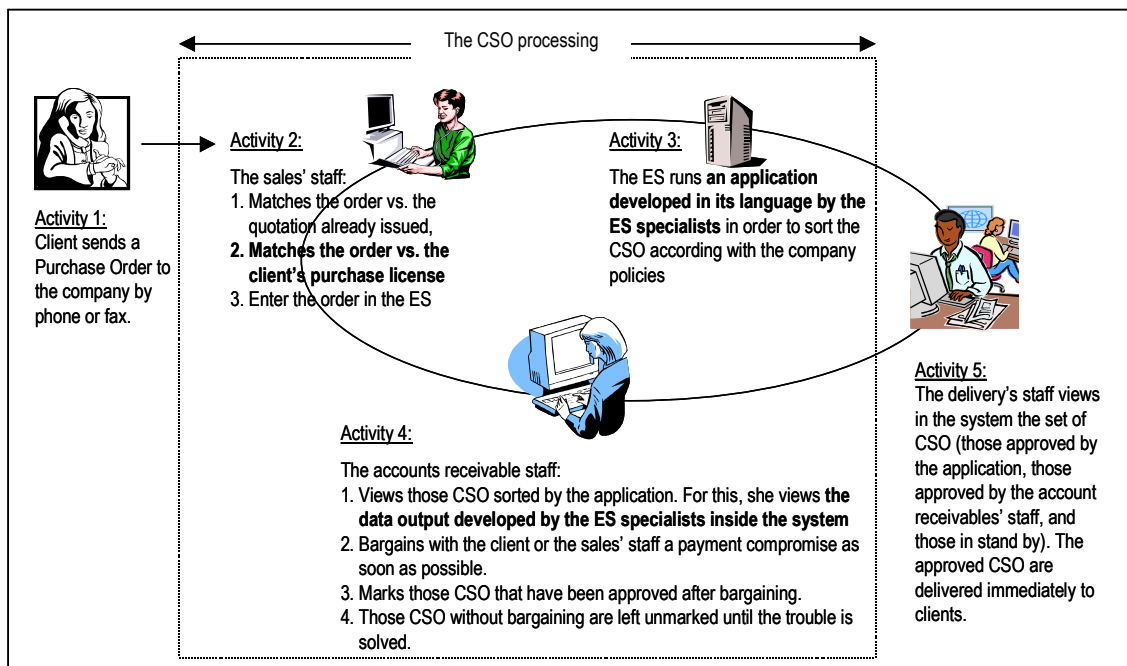 The CSO processing
Activity 1:
Client sends a
Purchase Order to
the company by
phone or fax.
Activity 2:
The sales' staff:
1. Matches the order vs. the
quotation already issued,
2. Matches the order vs. the
client's purchase license
3. Enter the order in the ES
Activity 3:
The ES runs an application
developed in its language by the
ES specialists in order to sort the
CSO according with the company
policies
Activity 4:
The accounts receivable staff:
1. Views those CSO sorted by the application. For this, she views the
data output developed by the ES specialists inside the system
2. Bargains with the client or the sales' staff a payment compromise as
soon as possible.
3. Marks those CSO that have been approved after bargaining.
4. Those CSO without bargaining are left unmarked until the trouble is
solved.
Activity 5:
The delivery's staff views
in the system the set of
CSO (those approved by
the application, those
approved by the account
receivables' staff, and
those in stand by). The
approved CSO are
delivered immediately to
clients.